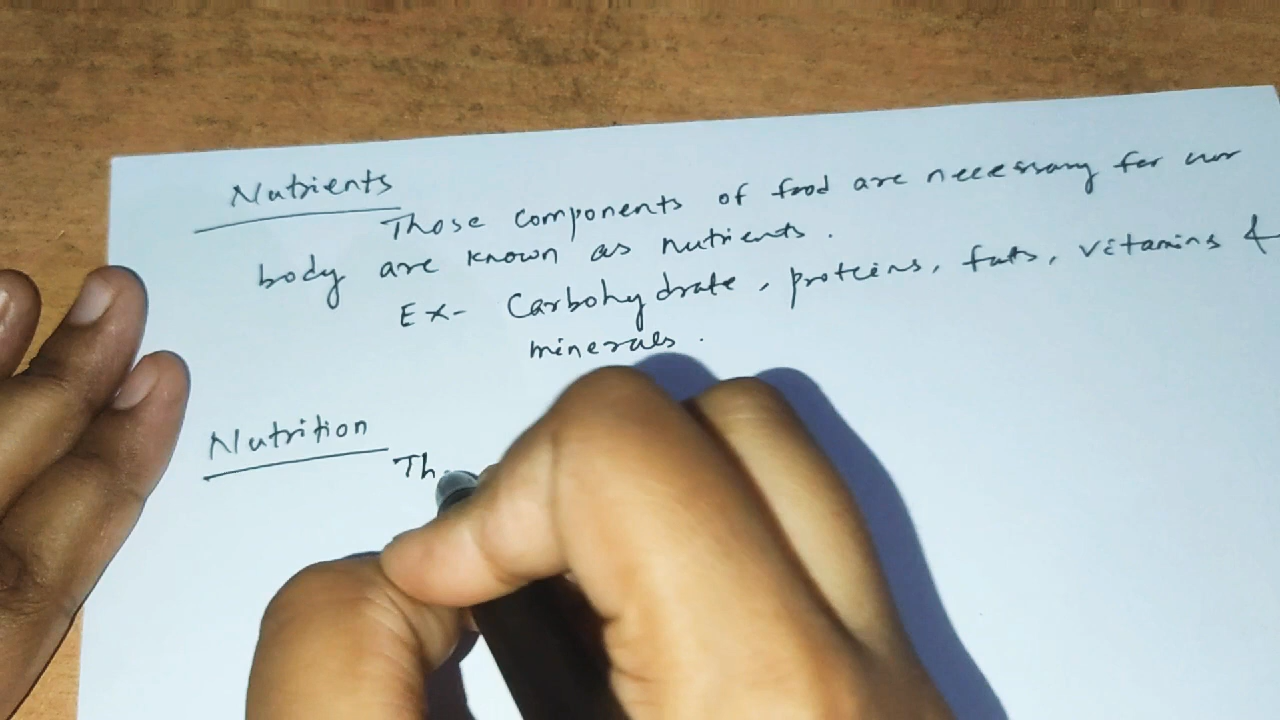 Nutrients
Those components of food are necessary for our
body are known as nutrients.
Ex- Carbohydrate, proteins, fats, vitamins &
minerals.
Nutrition
Th